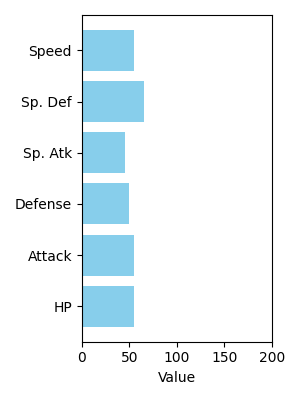 Speed
Sp. Def
Sp. Atk
Defense
Attack
HP
0 50 100 150 200
Value